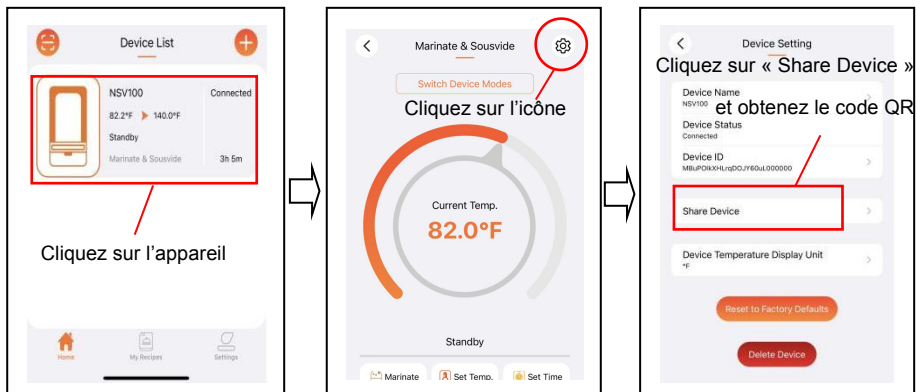 Device List
NSV100
Connected
82.2°F 140.0°F
Standby
Marinate & Sousvide
3h 5m
Cliquez sur l'appareil
Home
My Recipes
Settings
Marinate & Sousvide
Switch Device Modes
Cliquez sur l'icône
Current Temp.
82.0°F
Standby
Marinate
Set Temp.
Set Time
Device Setting
Cliquez sur « Share Device »
Device Name
NSV100
et obtenez le code QR
Device Status
Connected
Device ID
Share Device
Device Temperature Display Unit
°F
Reset to Factory Defaults
Delete Device